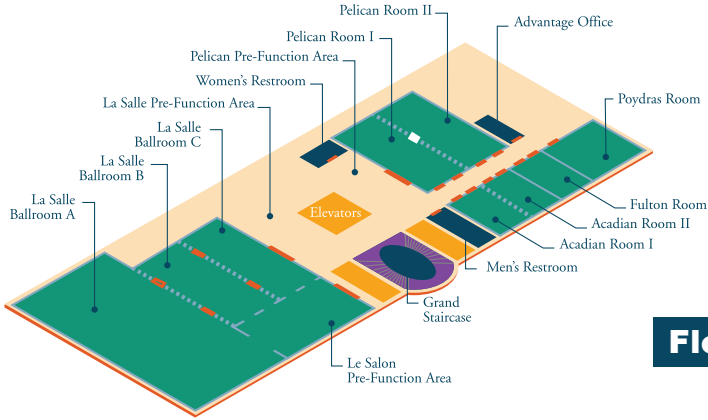 Pelican Room II
Advantage Office
Pelican Room I
Pelican Pre-Function Area
Women's Restroom
La Salle Pre-Function Area
Poydras Room
La Salle
Ballroom C
La Salle
Ballroom B
La Salle
Ballroom A
Elevators
Fulton Room
Acadian Room II
Acadian Room I
Men's Restroom
Grand
Staircase
Le Salon
Pre-Function Area